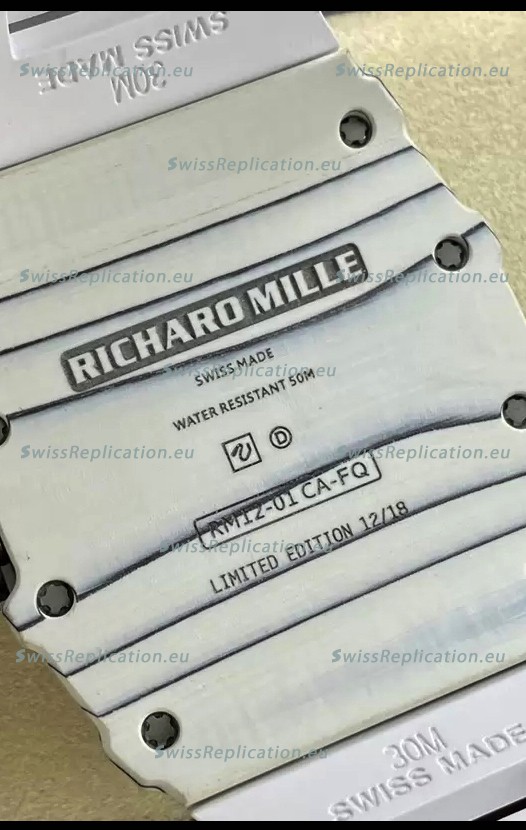 SWISS MADE
30M
SwissReplication.eu SwissReplication.eu
SwissReplication.eu
SwissReplication.eu SwissReplication.eu
RICHARO MILLE
SwissReplication.eu
SWISS MADE
WATER RESISTANT 50M
SwissReplication.eu SwissReplication.eu
D
RM12-01 CA-FQ
SwissReplication.eu
LIMITED EDITION 12/18
SwissReplication.eu SwissReplication.eu
SwissReplication.eu
30M
SWISS MADE